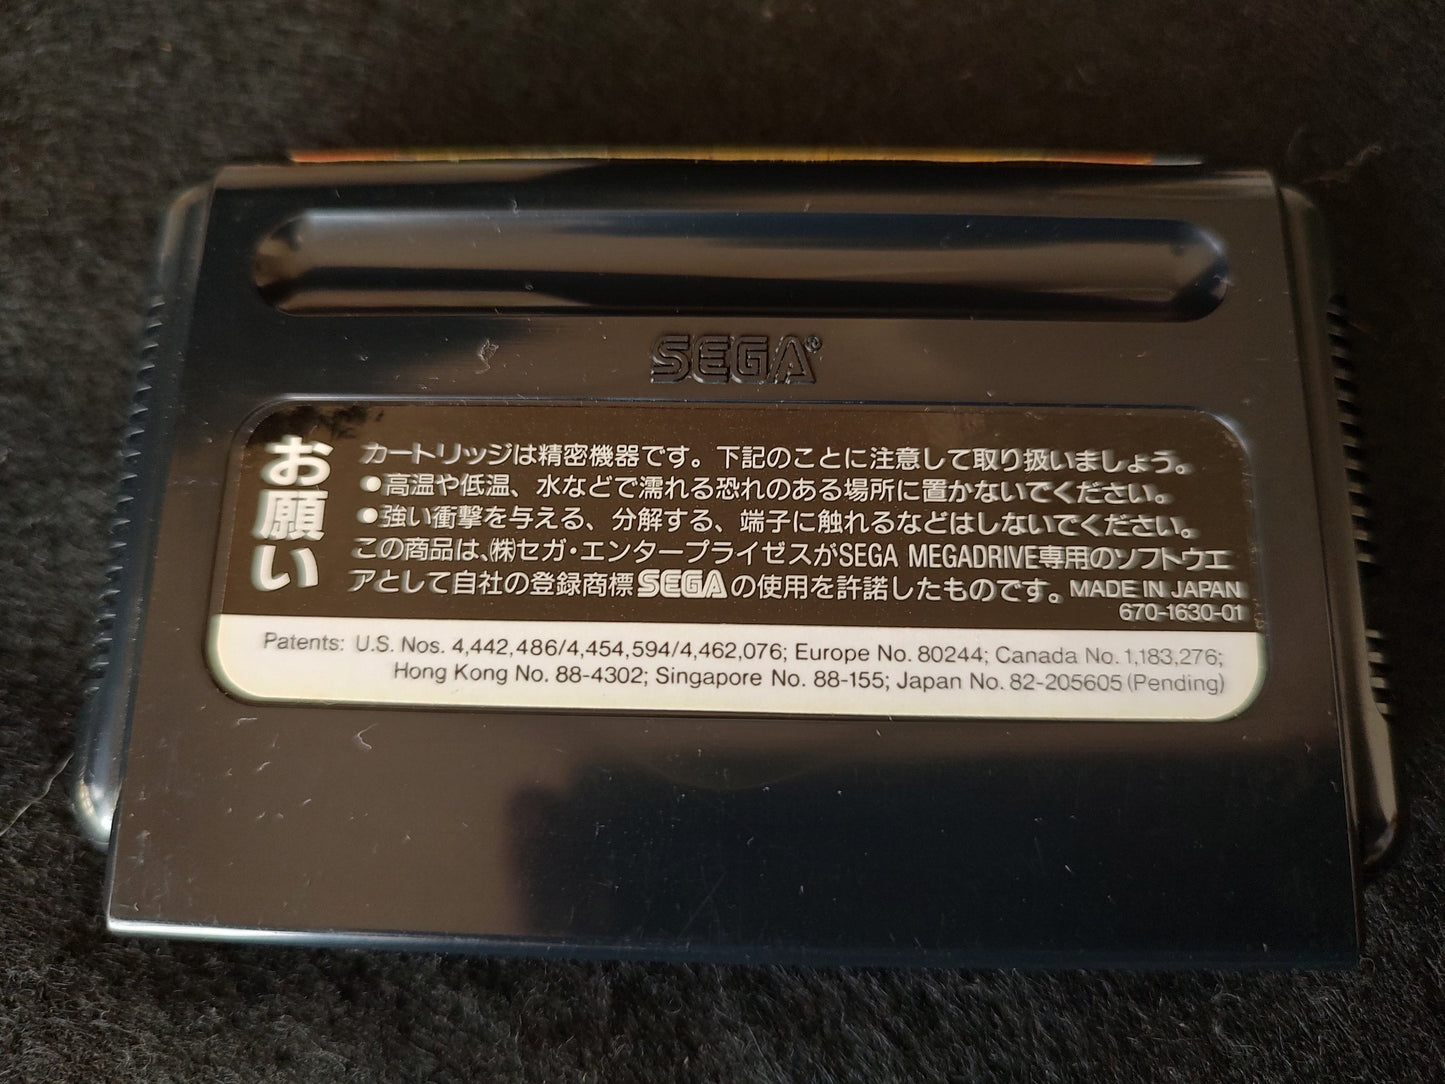 SEGA®
お願い
カートリッジは精密機器です。下記のことに注意して取り扱いましょう。
●高温や低温、水などで濡れる恐れのある場所に置かないでください。
●強い衝撃を与える、分解する、端子に触れるなどはしないでください。
この商品は、㈱セガ・エンタープライゼスがSEGA MEGADRIVE専用のソフトウエ
アとして自社の登録商標SEGAの使用を許諾したものです。MADE IN JAPAN
670-1630-01
Patents: U.S. Nos. 4,442,486/4,454,594/4,462,076; Europe No. 80244; Canada No. 1,183,276;
Hong Kong No. 88-4302; Singapore No. 88-155; Japan No. 82-205605 (Pending)